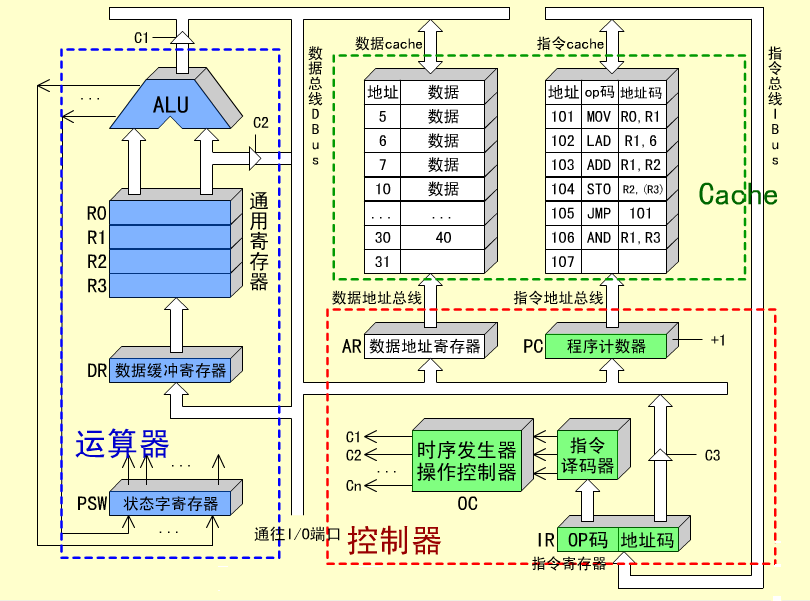 C1
数据总线DBus
数据cache
指令cache
指令总线IBus
ALU
...
C2
地址 数据
5 数据
6 数据
7 数据
10 数据
... ...
30 40
31
地址 op码 地址码
101 MOV R0,R1
102 LAD R1,6
103 ADD R1,R2
104 STO R2,(R3)
105 JMP 101
106 AND R1,R3
107
Cache
R0
R1
R2
R3
通用寄存器
数据地址总线
指令地址总线
AR 数据地址寄存器
PC 程序计数器
+1
DR 数据缓冲寄存器
运算器
...
PSW 状态字寄存器
...
C1
C2
...
Cn
时序发生器
操作控制器
OC
指令
译码器
C3
通往I/O端口
控制器
IR OP码 地址码
指令寄存器